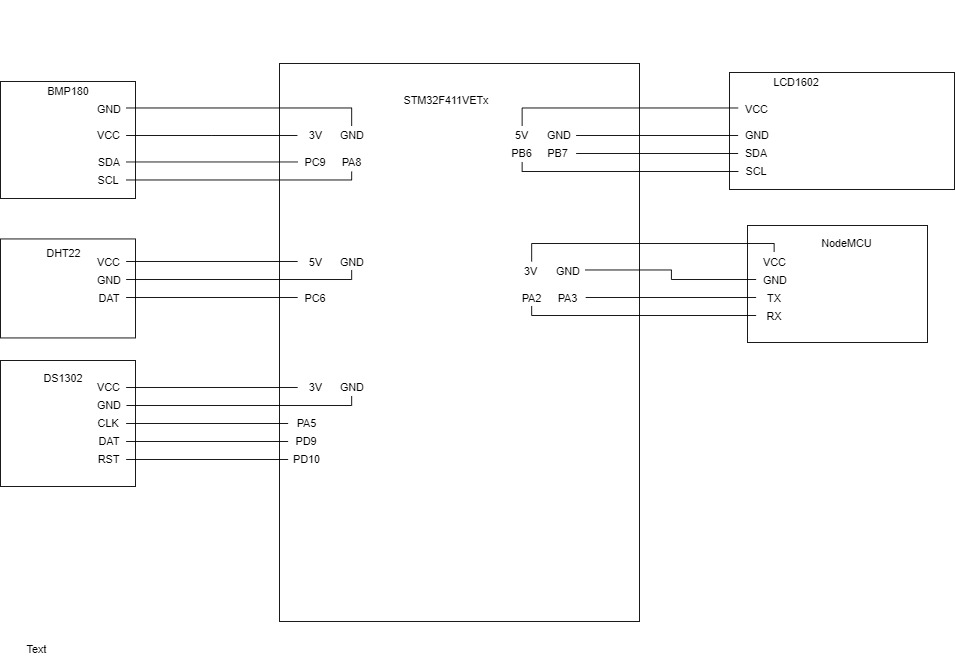 BMP180
GND
VCC
SDA
SCL
3V GND
PC9 PA8
STM32F411VETx
5V GND
PB6 PB7
LCD1602
VCC
GND
SDA
SCL
DHT22
VCC
GND
DAT
5V GND
PC6
3V GND
PA2 PA3
NodeMCU
VCC
GND
TX
RX
DS1302
VCC
GND
CLK
DAT
RST
3V GND
PA5
PD9
PD10
Text